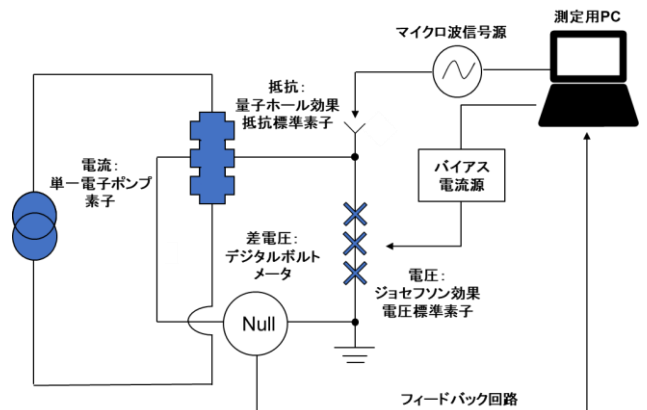 測定用PC
マイクロ波信号源
抵抗：
量子ホール効果
抵抗標準素子
電流：
単一電子ポンプ
素子
バイアス
電流源
差電圧：
デジタルボルト
メータ
電圧：
ジョセフソン効果
電圧標準素子
Null
フィードバック回路